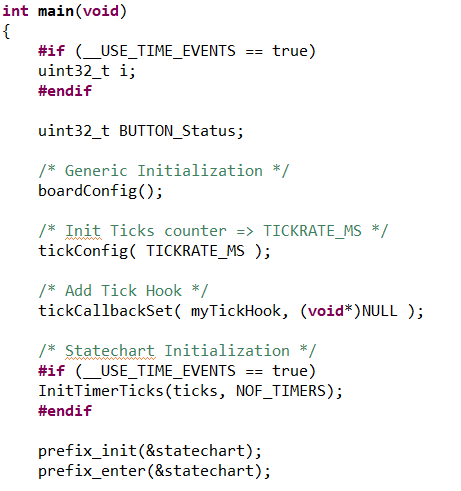 int main(void)
{
#if (__USE_TIME_EVENTS == true)
uint32_t i;
#endif
uint32_t BUTTON_Status;
/* Generic Initialization */
boardConfig();
/* Init Ticks counter => TICKRATE_MS */
tickConfig( TICKRATE_MS );
/* Add Tick Hook */
tickCallbackSet( myTickHook, (void*)NULL );
/* Statechart Initialization */
#if (__USE_TIME_EVENTS == true)
InitTimerTicks(ticks, NOF_TIMERS);
#endif
prefix_init(&statechart);
prefix_enter(&statechart);